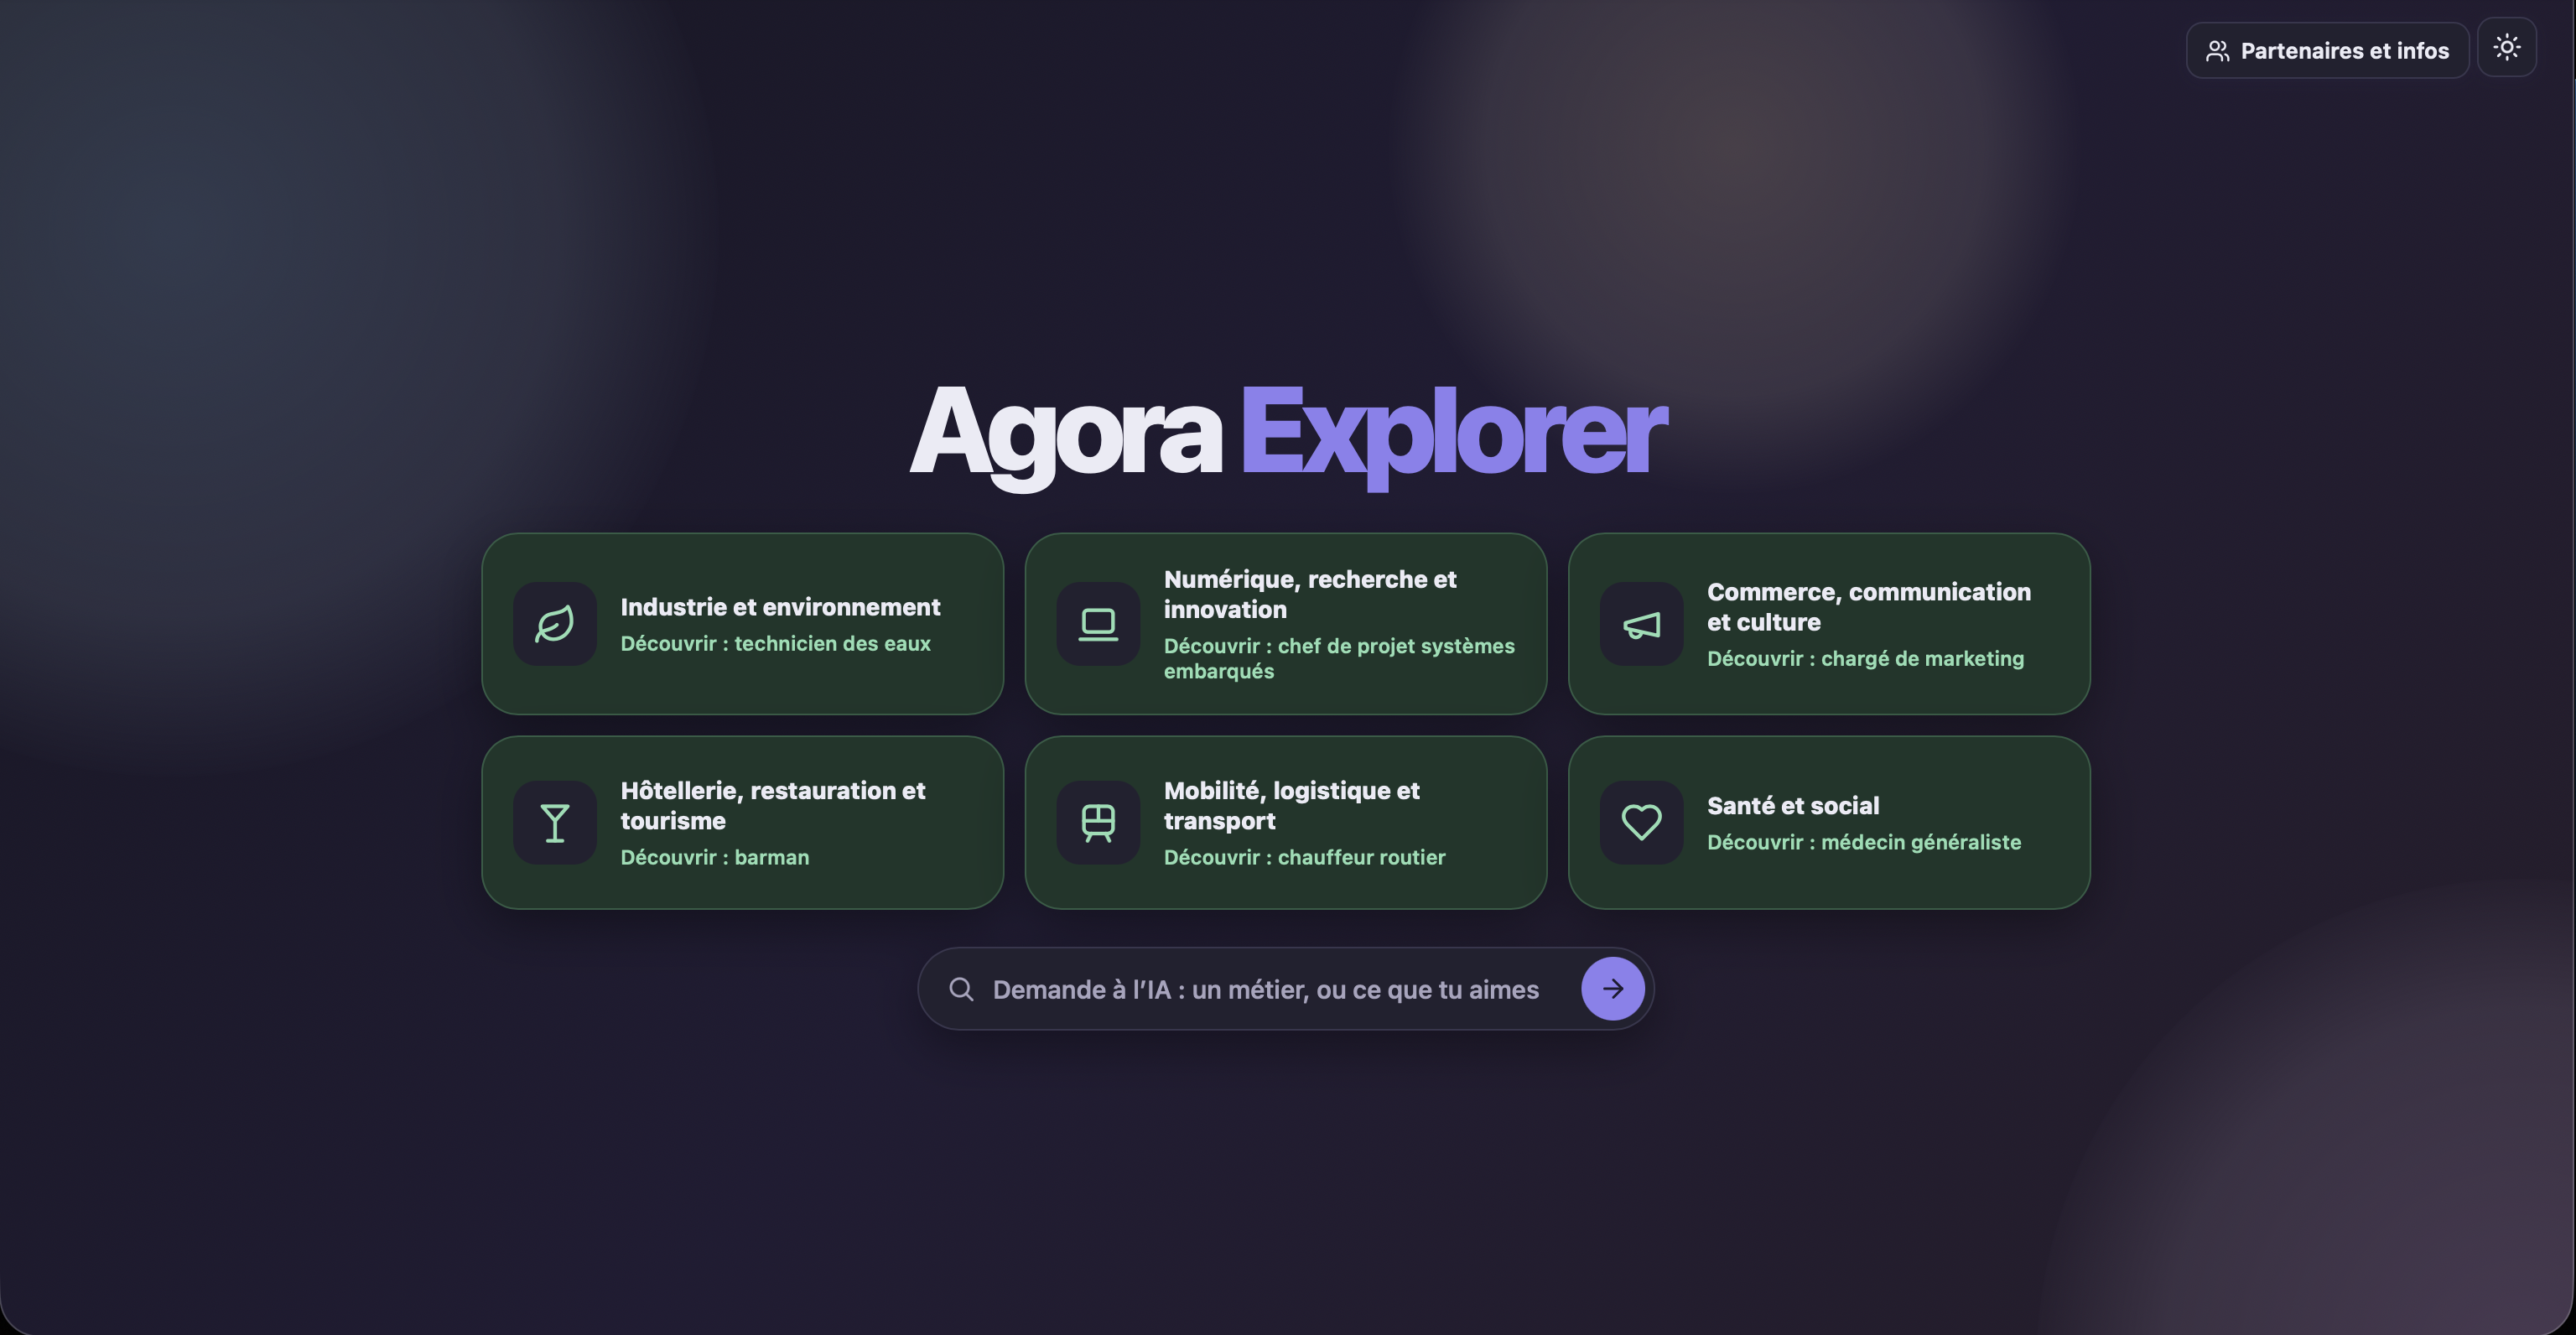 Partenaires et infos
Agora Explorer
Industrie et environnement
Découvrir : technicien des eaux
Numérique, recherche et
innovation
Découvrir : chef de projet systèmes
embarqués
Commerce, communication
et culture
Découvrir : chargé de marketing
Hôtellerie, restauration et
tourisme
Découvrir : barman
Mobilité, logistique et
transport
Découvrir : chauffeur routier
Santé et social
Découvrir : médecin généraliste
Demande à l’IA : un métier, ou ce que tu aimes